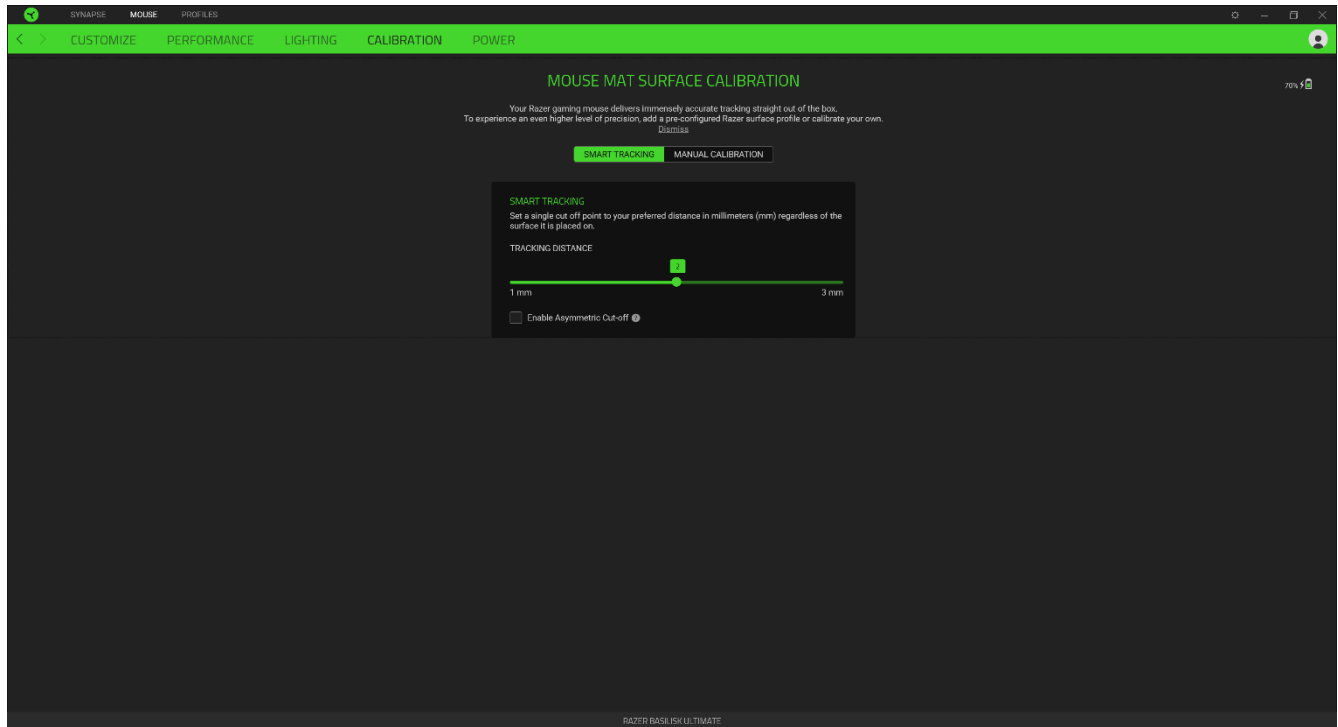 SYNAPSE MOUSE PROFILES
CUSTOMIZE PERFORMANCE LIGHTING CALIBRATION POWER
MOUSE MAT SURFACE CALIBRATION
70%
Your Razer gaming mouse delivers immensely accurate tracking straight out of the box.
To experience an even higher level of precision, add a pre-configured Razer surface profile or calibrate your own.
Dismiss
SMART TRACKING MANUAL CALIBRATION
SMART TRACKING
Set a single cut off point to your preferred distance in millimeters (mm) regardless of the
surface it is placed on.
TRACKING DISTANCE
2
1 mm 3 mm
Enable Asymmetric Cut-off ?
RAZER BASILISK ULTIMATE